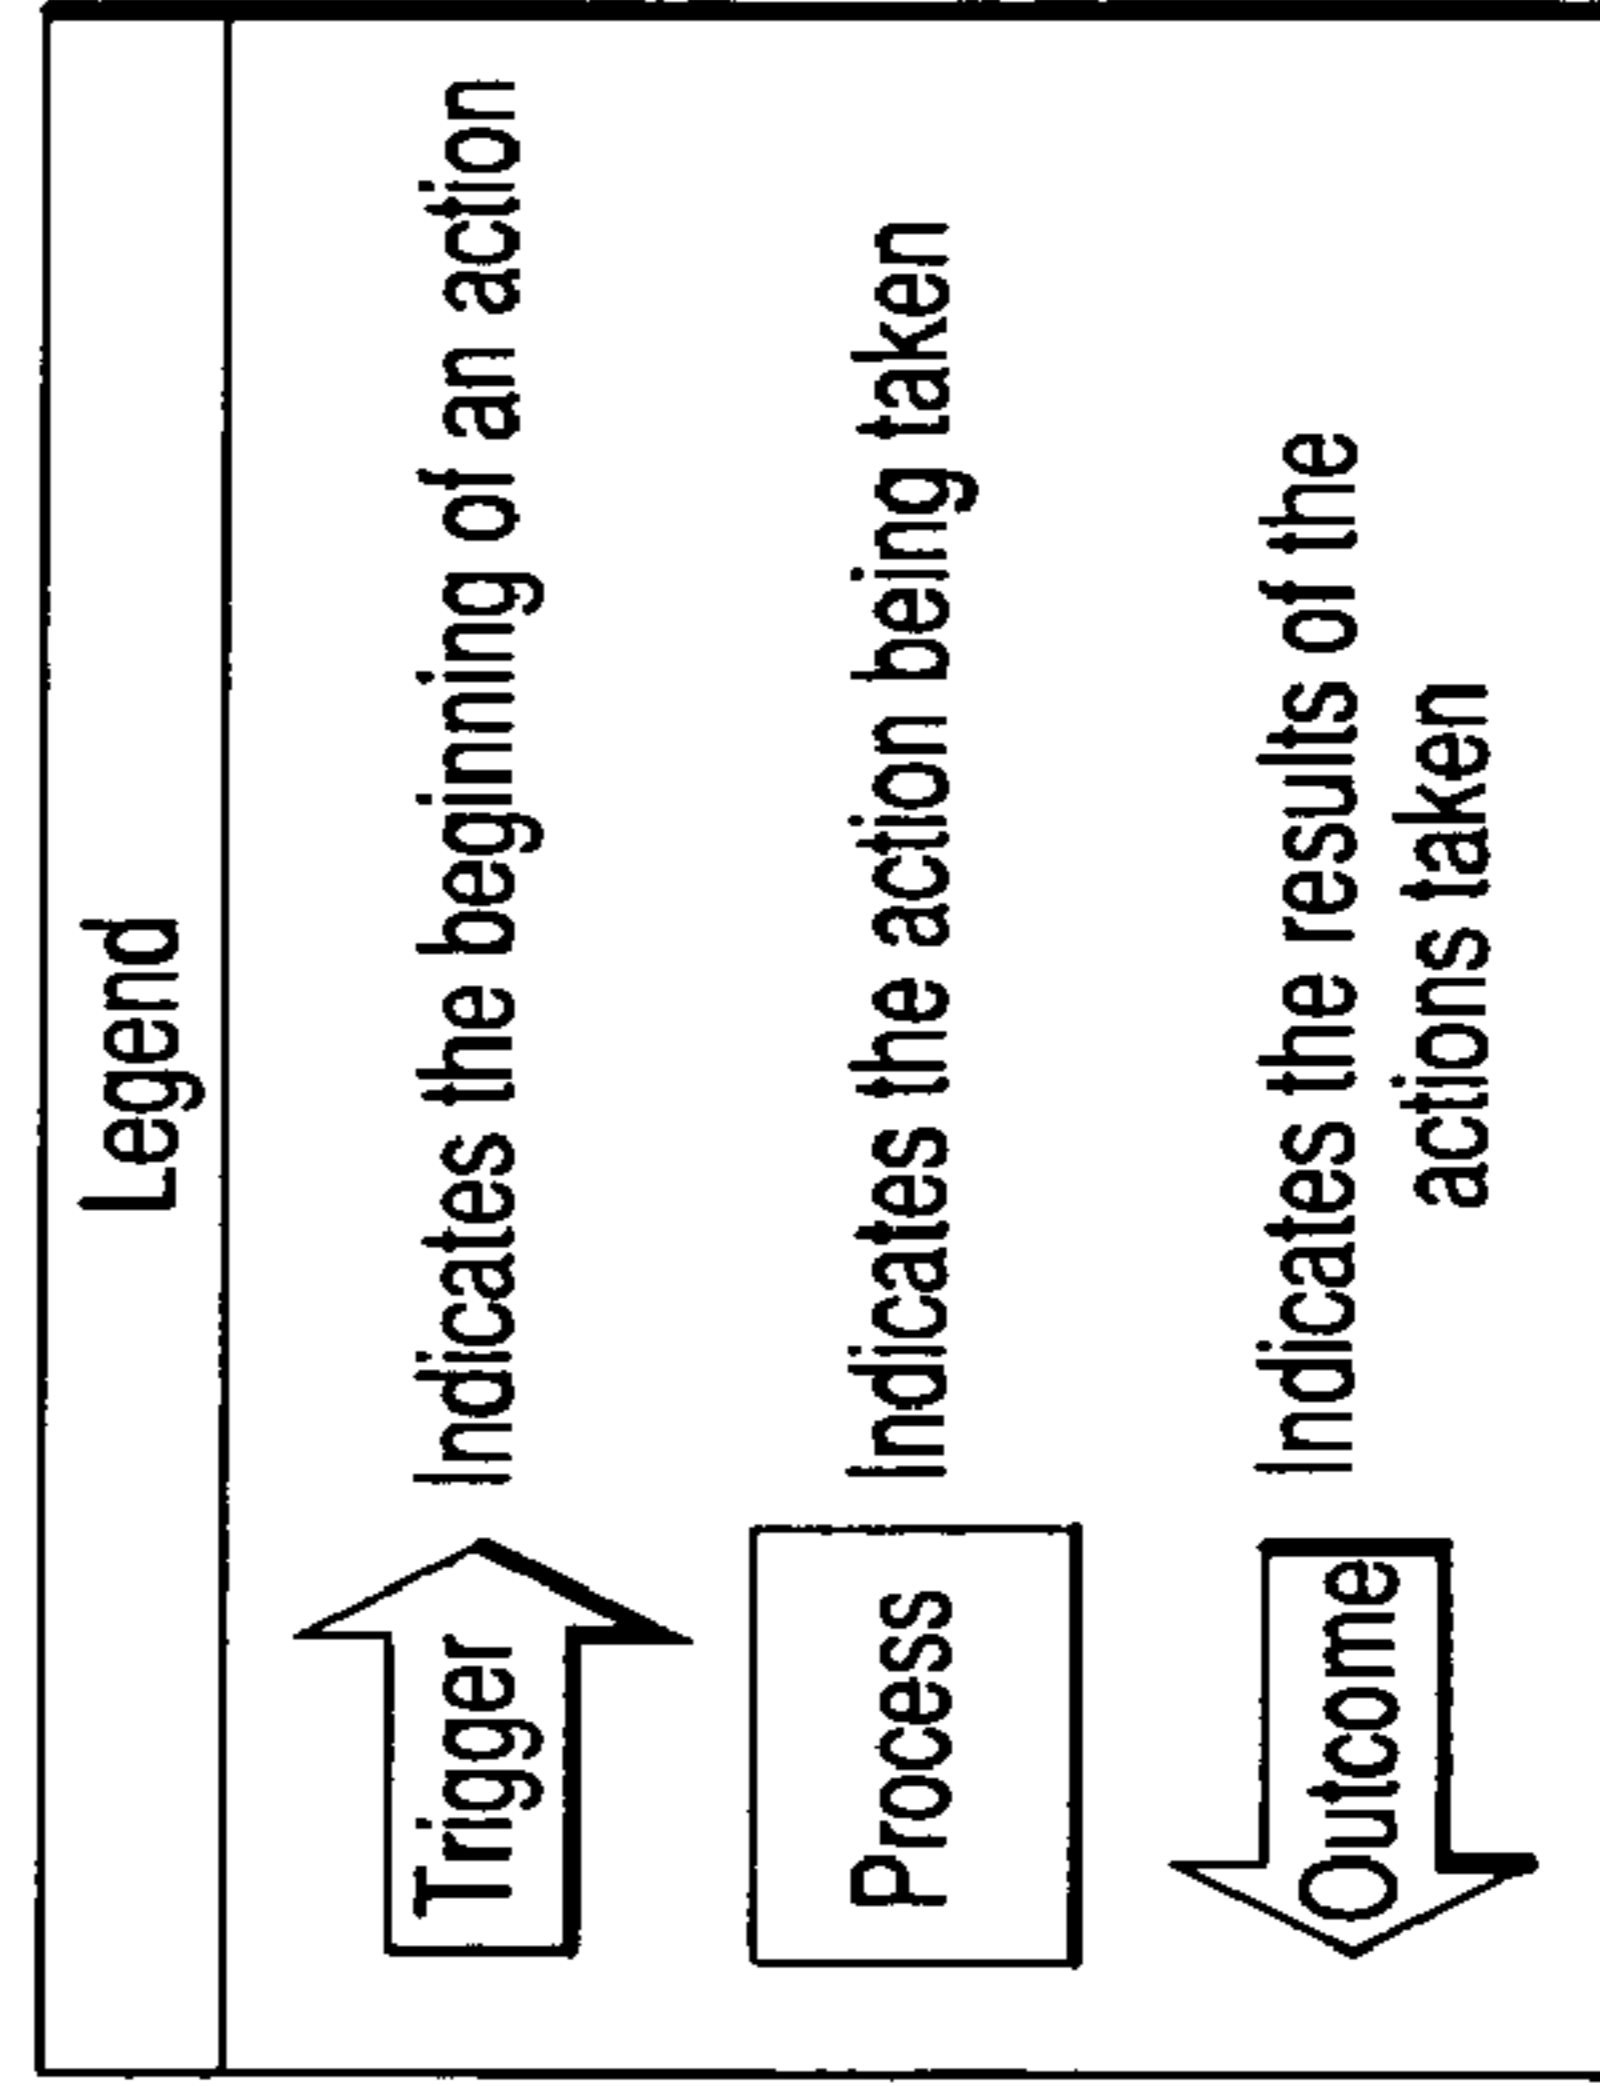 Legend
Trigger Indicates the beginning of an action
Process Indicates the action being taken
Outcome Indicates the results of the
actions taken